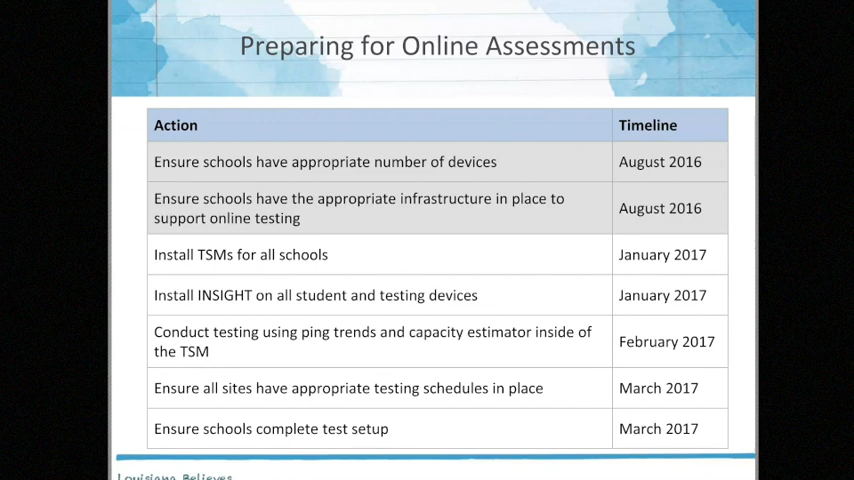 Preparing for Online Assessments
Action Timeline
Ensure schools have appropriate number of devices August 2016
Ensure schools have the appropriate infrastructure in place to
support online testing August 2016
Install TSMs for all schools January 2017
Install INSIGHT on all student and testing devices January 2017
Conduct testing using ping trends and capacity estimator inside of
the TSM February 2017
Ensure all sites have appropriate testing schedules in place March 2017
Ensure schools complete test setup March 2017
Louisiana Believes